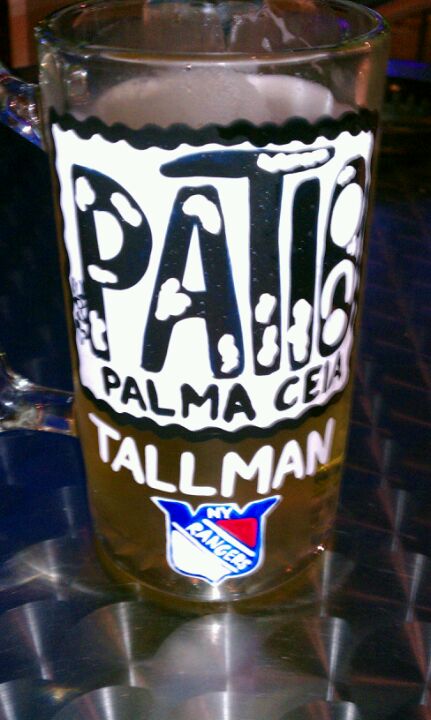 PATIO
PALMA CEIA
TALLMAN
NY
RANGERS